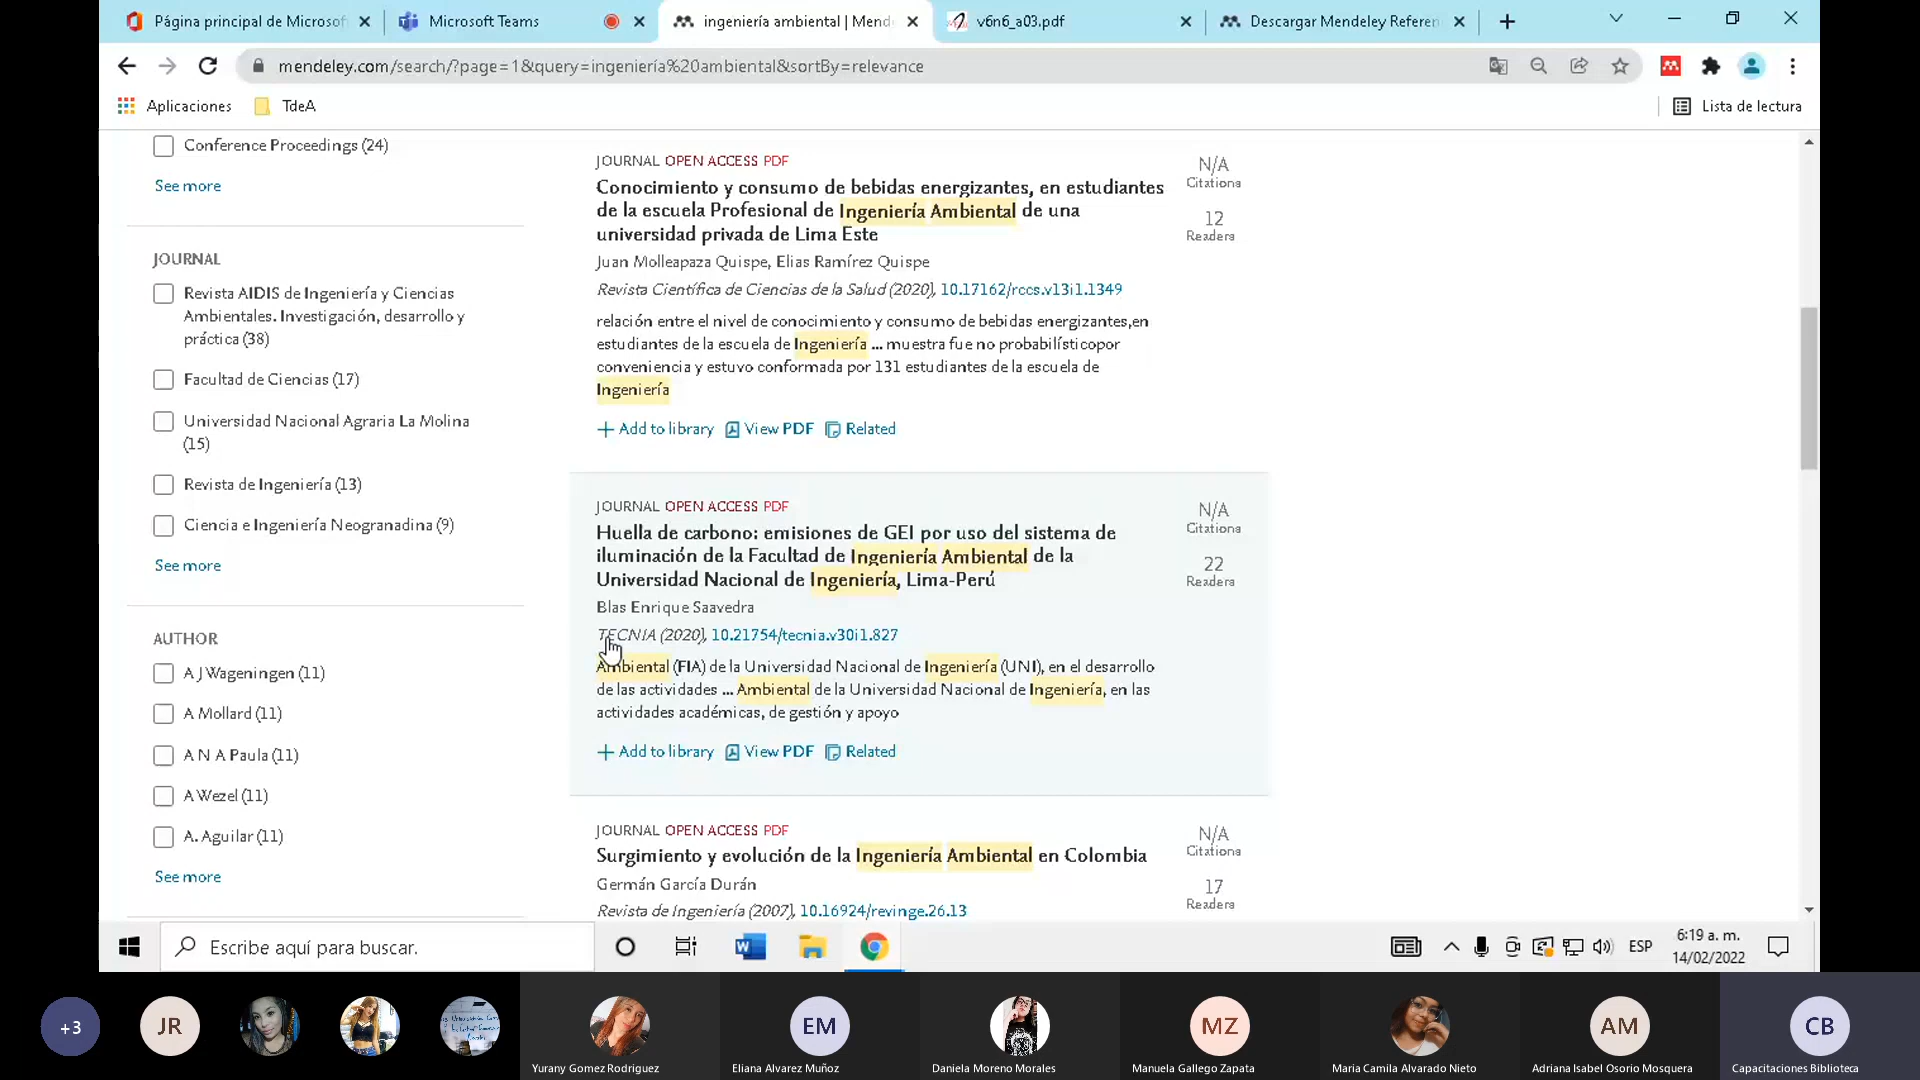 Página principal de Microsof
Microsoft Teams
ingeniería ambiental | Mend
v6n6_a03.pdf
Descargar Mendeley Referen
mendeley.com/search/?page=1&query=ingeniería%20ambiental&sortBy=relevance
Aplicaciones
TdeA
Lista de lectura
Conference Proceedings (24)
See more
JOURNAL
Revista AIDIS de Ingeniería y Ciencias
Ambientales. Investigación, desarrollo y
práctica (38)
Facultad de Ciencias (17)
Universidad Nacional Agraria La Molina
(15)
Revista de Ingeniería (13)
Ciencia e Ingeniería Neogranadina (9)
See more
AUTHOR
A J Wageningen (11)
A Mollard (11)
A N A Paula (11)
A Wezel (11)
A. Aguilar (11)
See more
JOURNAL OPEN ACCESS PDF
Conocimiento y consumo de bebidas energizantes, en estudiantes
de la escuela Profesional de Ingeniería Ambiental de una
universidad privada de Lima Este
Juan Molleapaza Quispe, Elias Ramírez Quispe
Revista Científica de Ciencias de la Salud (2020), 10.17162/rccs.v13i1.1349
relación entre el nivel de conocimiento y consumo de bebidas energizantes,en
estudiantes de la escuela de Ingeniería ... muestra fue no probabilísticopor
conveniencia y estuvo conformada por 131 estudiantes de la escuela de
Ingeniería
Add to library View PDF Related
N/A
Citations
12
Readers
JOURNAL OPEN ACCESS PDF
Huella de carbono: emisiones de GEI por uso del sistema de
iluminación de la Facultad de Ingeniería Ambiental de la
Universidad Nacional de Ingeniería, Lima-Perú
Blas Enrique Saavedra
TECNIA (2020), 10.21754/tecnia.v30i1.827
Ambiental (FIA) de la Universidad Nacional de Ingeniería (UNI), en el desarrollo
de las actividades ... Ambiental de la Universidad Nacional de Ingeniería, en las
actividades académicas, de gestión y apoyo
Add to library View PDF Related
N/A
Citations
22
Readers
JOURNAL OPEN ACCESS PDF
Surgimiento y evolución de la Ingeniería Ambiental en Colombia
Germán García Durán
Revista de Ingeniería (2007), 10.16924/revinge.26.13
N/A
Citations
17
Readers
Escribe aquí para buscar.
ESP
6:19 a. m.
14/02/2022
+3
JR
EM
MZ
AM
CB
Yurany Gomez Rodriguez
Eliana Alvarez Muñoz
Daniela Moreno Morales
Manuela Gallego Zapata
Maria Camila Alvarado Nieto
Adriana Isabel Osorio Mosquera
Capacitaciones Biblioteca